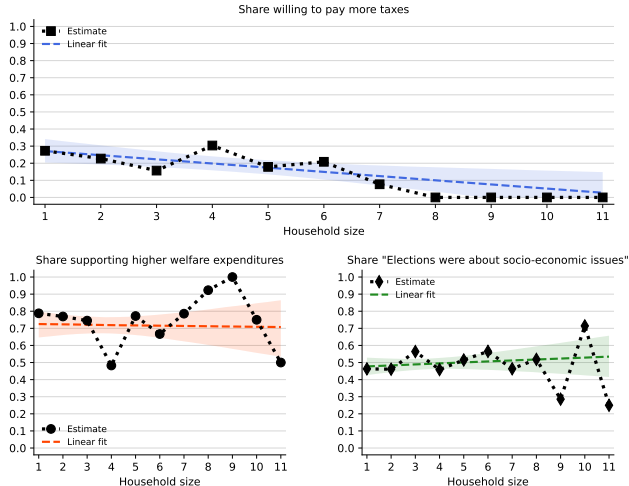 Share willing to pay more taxes
1.0
0.9
0.8
0.7
0.6
0.5
0.4
0.3
0.2
0.1
0.0
Estimate
Linear fit
1 2 3 4 5 6 7 8 9 10 11
Household size
Share supporting higher welfare expenditures
1.0
0.9
0.8
0.7
0.6
0.5
0.4
0.3
0.2
0.1
0.0
Estimate
Linear fit
1 2 3 4 5 6 7 8 9 10 11
Household size
Share "Elections were about socio-economic issues"
1.0
0.9
0.8
0.7
0.6
0.5
0.4
0.3
0.2
0.1
0.0
Estimate
Linear fit
1 2 3 4 5 6 7 8 9 10 11
Household size